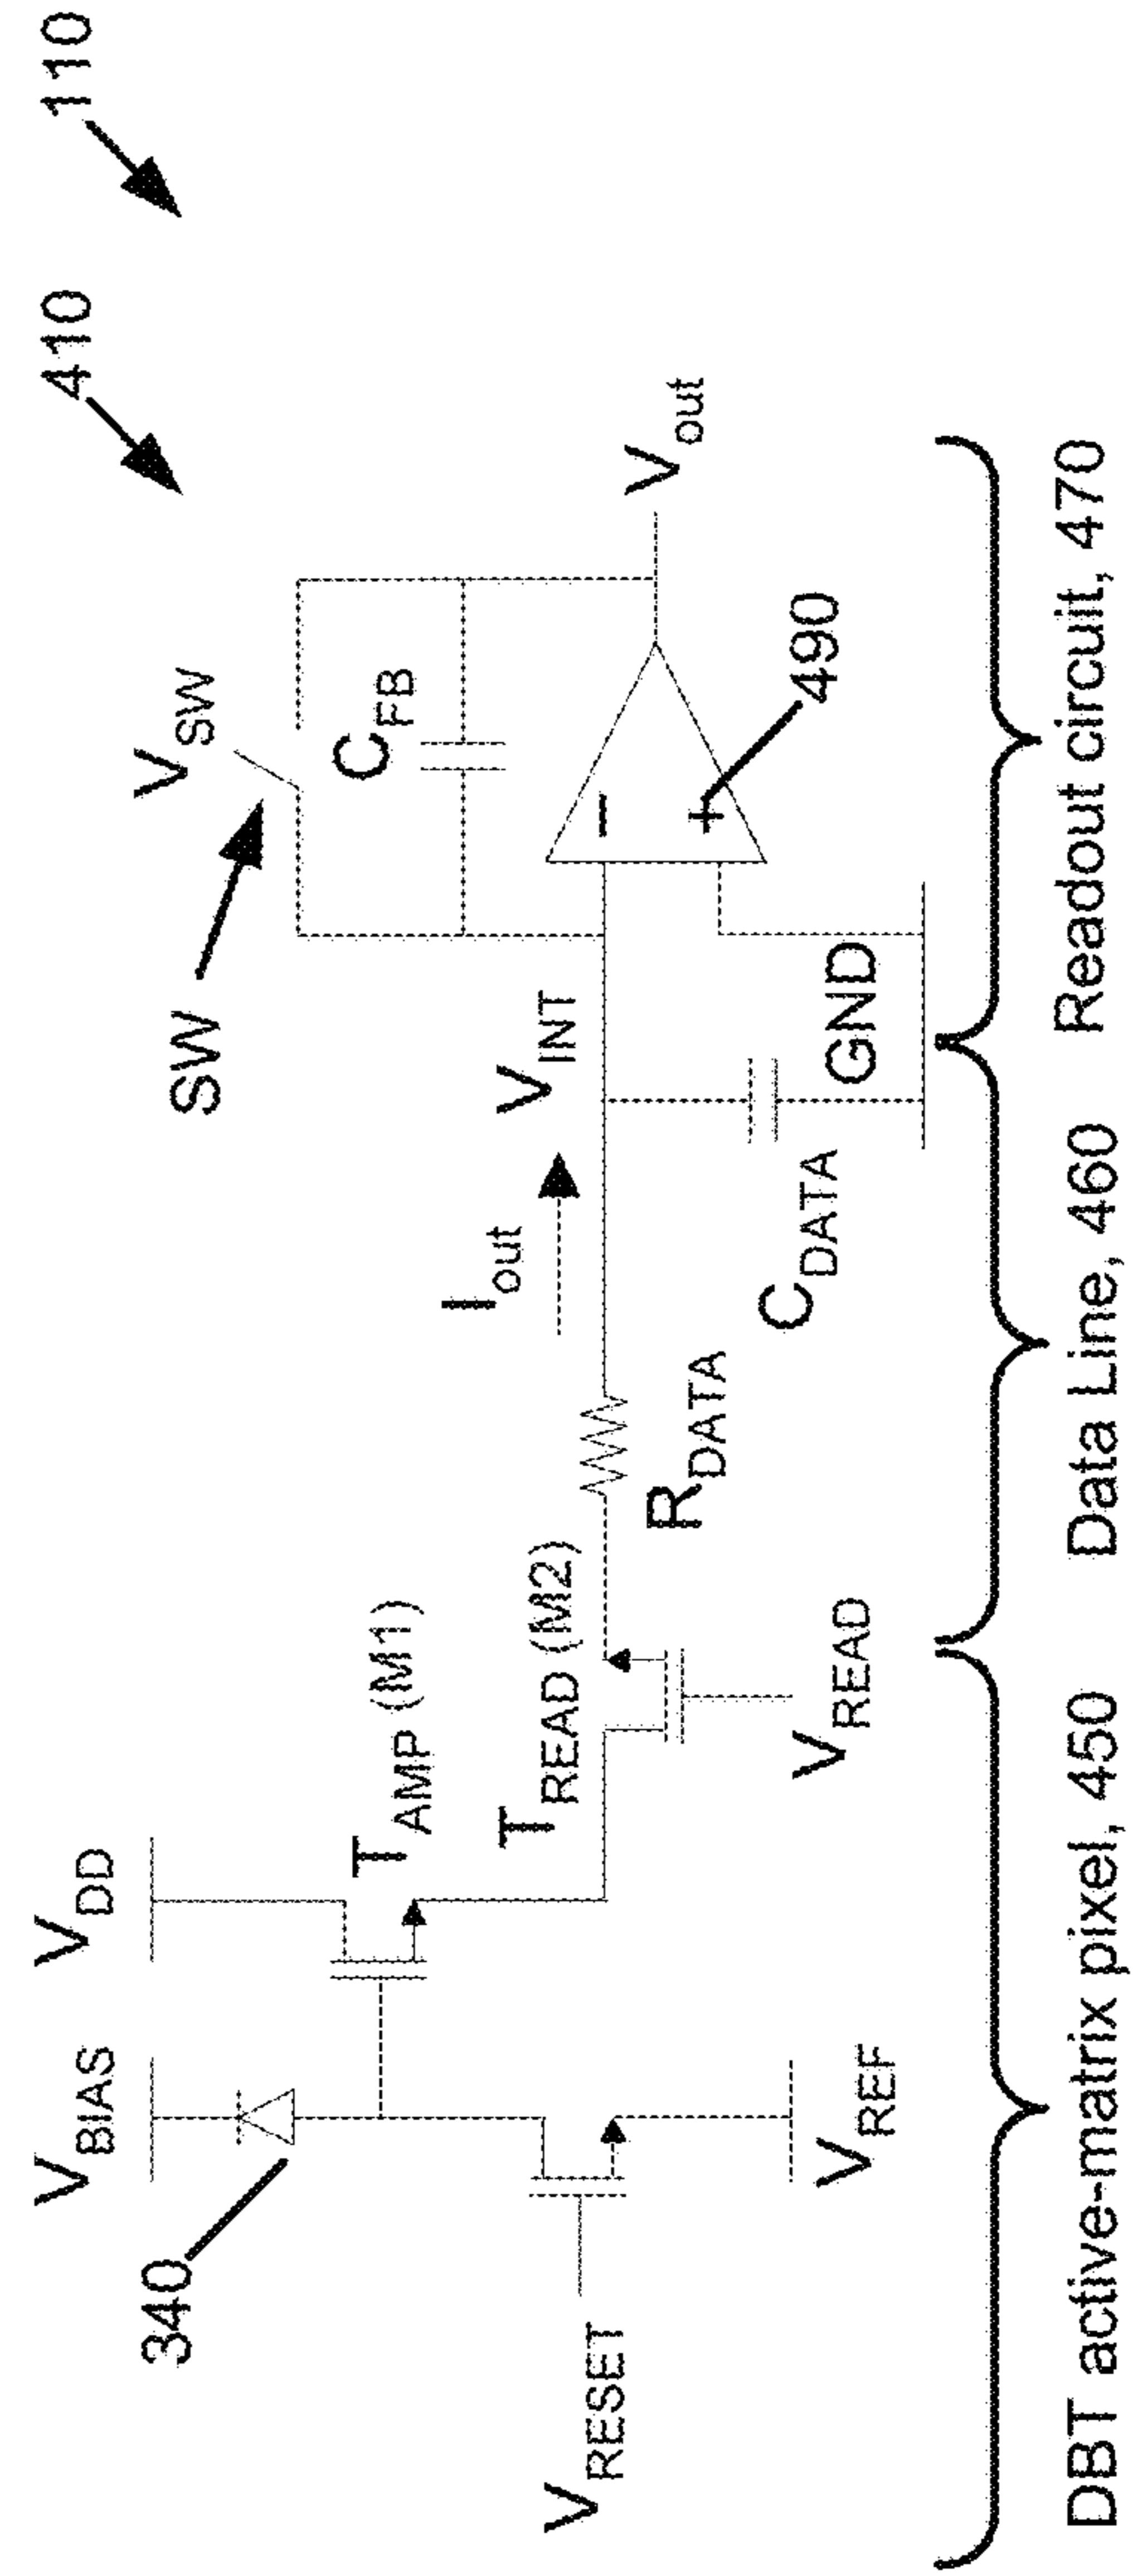 110
410
V_SW
SW
C_FB
V_out
490
V_INT
I_out
GND
C_DATA
R_DATA
V_DD
V_BIAS
340
T_AMP (M1)
T_READ (M2)
V_READ
V_RESET
V_REF
DBT active-matrix pixel, 450
Data Line, 460
Readout circuit, 470
−
+